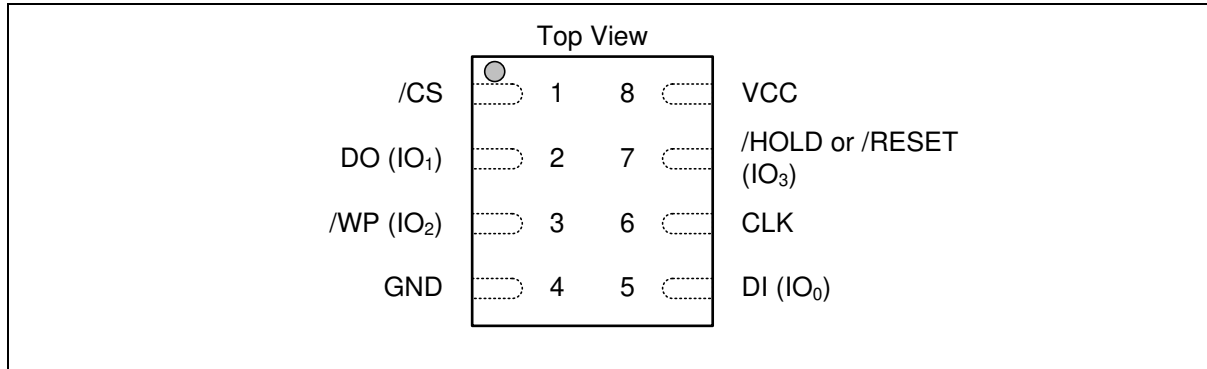 Top View
/CS 1 8 VCC
DO (IO₁) 2 7 /HOLD or /RESET
(IO₃)
/WP (IO₂) 3 6 CLK
GND 4 5 DI (IO₀)